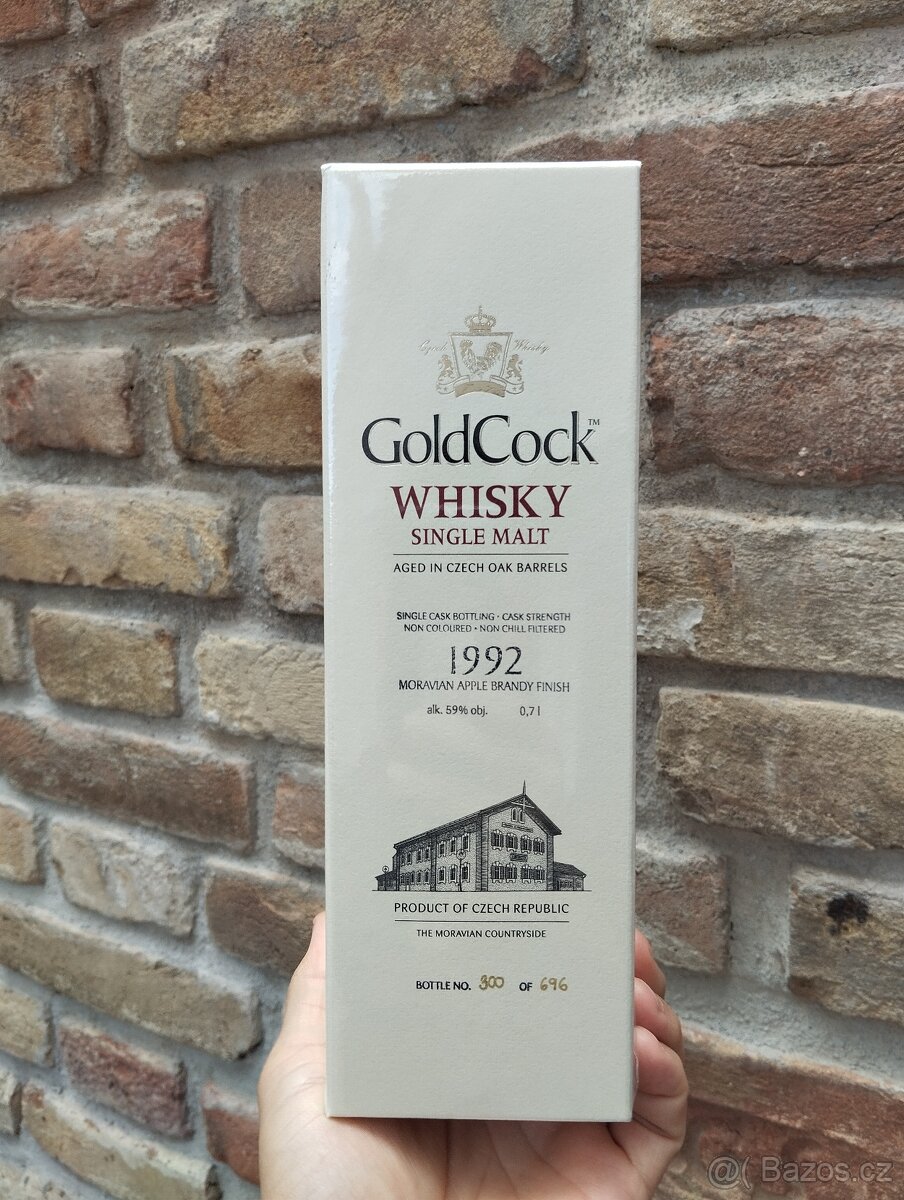 Czech Whisky
GoldCock™
WHISKY
SINGLE MALT
AGED IN CZECH OAK BARRELS
SINGLE CASK BOTTLING • CASK STRENGTH
NON COLOURED • NON CHILL FILTERED
1992
MORAVIAN APPLE BRANDY FINISH
alk. 59% obj. 0,7 l
PRODUCT OF CZECH REPUBLIC
THE MORAVIAN COUNTRYSIDE
BOTTLE NO. 300 OF 696
@( Bazos.cz